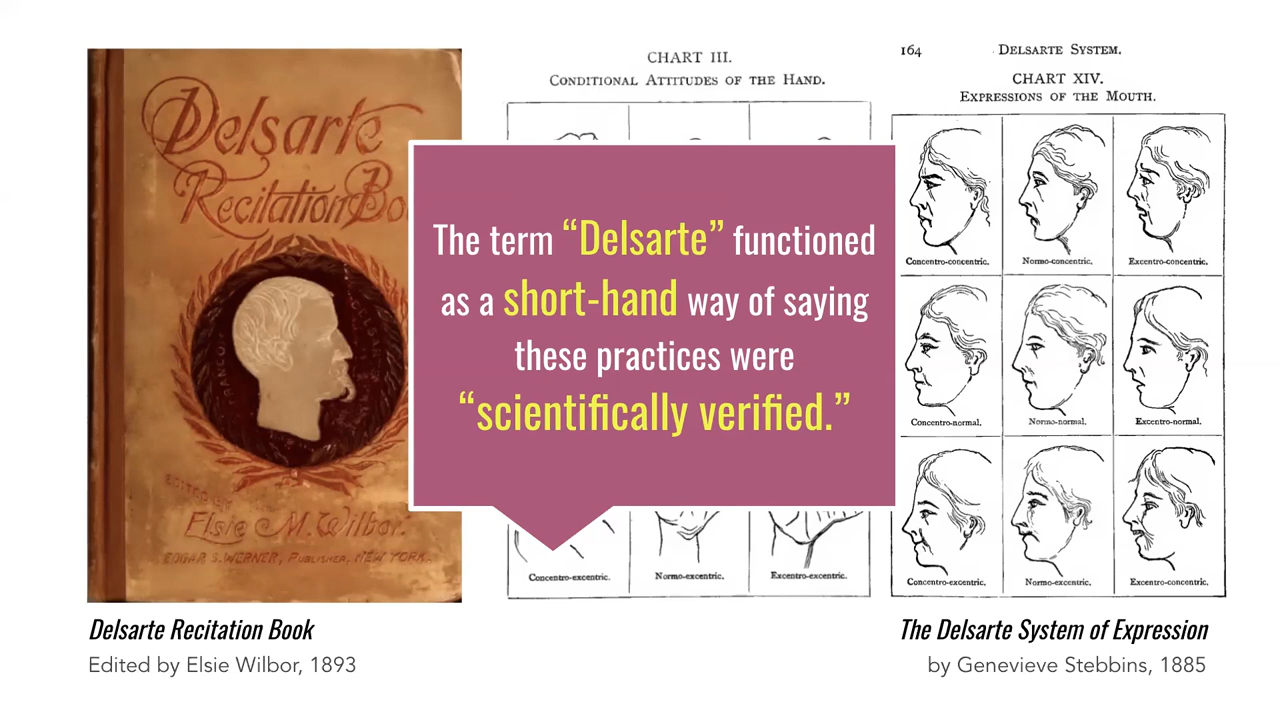 Delsarte
Recitation Bo
EDITED BY
Elsie M. Wilbor.
EDGAR S. WERNER, PUBLISHER, NEW YORK.
Delsarte Recitation Book
Edited by Elsie Wilbor, 1893
CHART III.
CONDITIONAL ATTITUDES OF THE HAND.
The term “Delsarte” functioned
as a short-hand way of saying
these practices were
“scientifically verified.”
Concentro-excentric.
Normo-excentric.
Excentro-excentric.
164 DELSARTE SYSTEM.
CHART XIV.
EXPRESSIONS OF THE MOUTH.
Concentro-concentric.
Normo-concentric.
Excentro-concentric.
Concentro-normal.
Normo-normal.
Excentro-normal.
Concentro-excentric.
Normo-excentric.
Excentro-concentric.
The Delsarte System of Expression
by Genevieve Stebbins, 1885